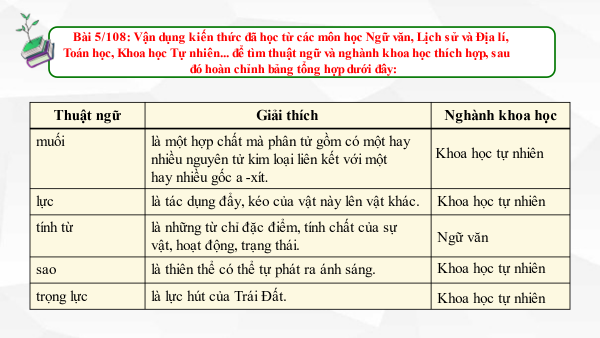 Bài 5/108: Vận dụng kiến thức đã học từ các môn học Ngữ văn, Lịch sử và Địa lí,
Toán học, Khoa học Tự nhiên... để tìm thuật ngữ và nghành khoa học thích hợp, sau
đó hoàn chỉnh bảng tổng hợp dưới đây:
Thuật ngữ Giải thích Nghành khoa học
muối
là một hợp chất mà phân tử gồm có một hay
nhiều nguyên tử kim loại liên kết với một
hay nhiều gốc a -xít.
Khoa học tự nhiên
lực là tác dụng đẩy, kéo của vật này lên vật khác. Khoa học tự nhiên
tính từ
là những từ chỉ đặc điểm, tính chất của sự
vật, hoạt động, trạng thái.
Ngữ văn
sao là thiên thể có thể tự phát ra ánh sáng. Khoa học tự nhiên
trọng lực là lực hút của Trái Đất. Khoa học tự nhiên